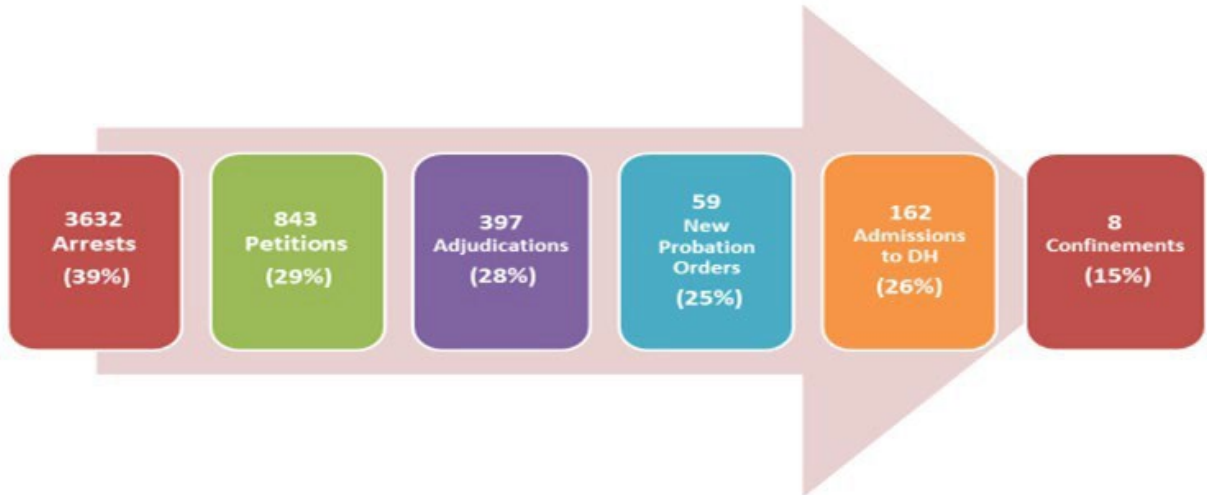 3632
Arrests
(39%)
843
Petitions
(29%)
397
Adjudications
(28%)
59
New
Probation
Orders
(25%)
162
Admissions
to DH
(26%)
8
Confinements
(15%)